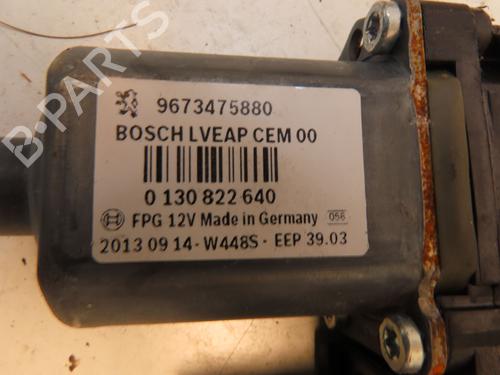 9673475880
BOSCH LVEAP CEM 00
0 130 822 640
FPG 12V Made in Germany 056
2013 09 14 - W448S - EEP 39.03
B-PARTS